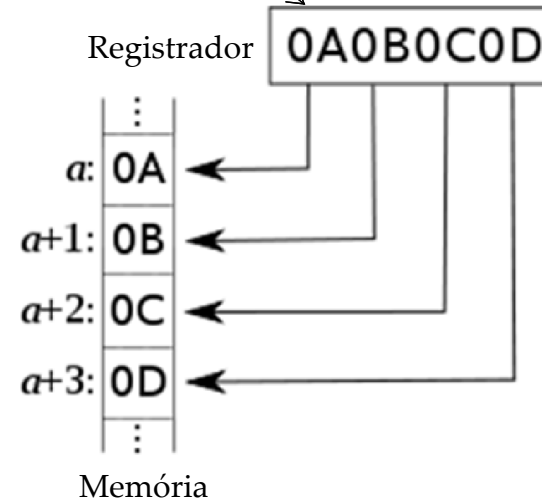 Registrador 0A0B0C0D
⋮
a: 0A
a+1: 0B
a+2: 0C
a+3: 0D
⋮
Memória